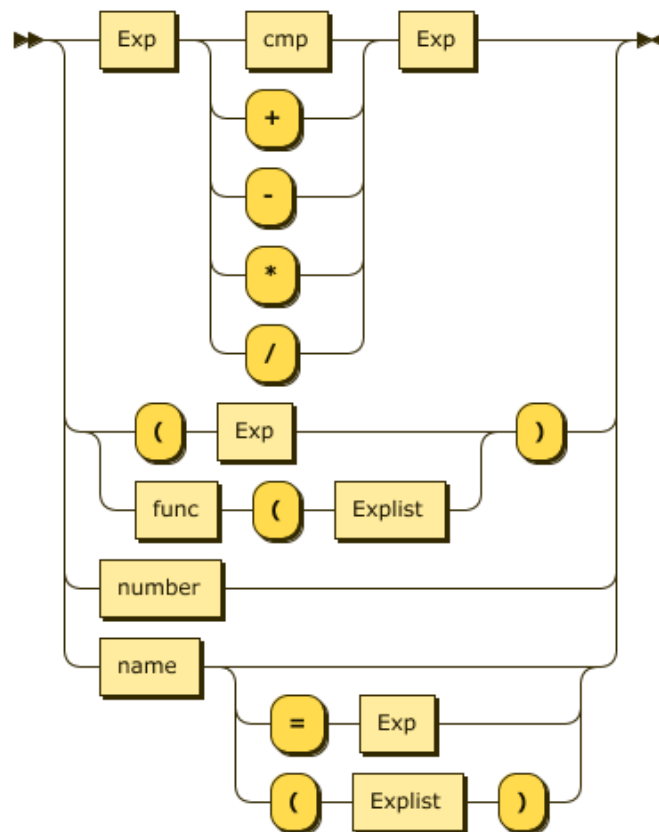 Exp cmp Exp
+
-
*
/
( Exp )
func ( Explist
number
name
= Exp
( Explist )